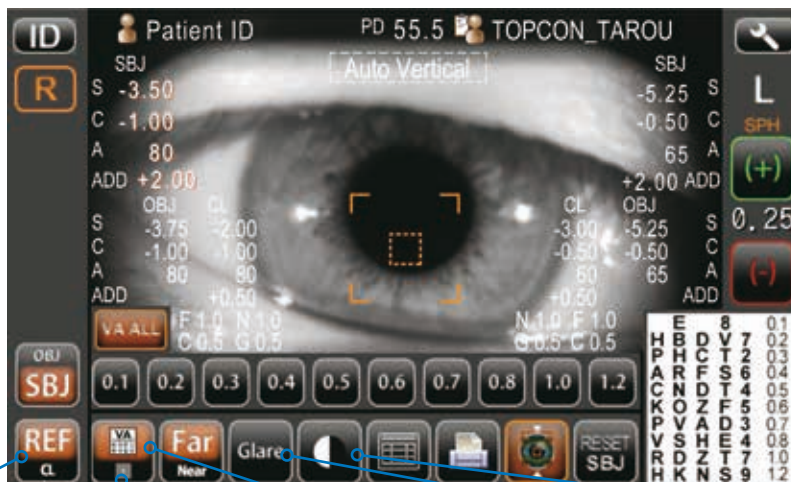 ID Patient ID PD 55.5 TOPCON_TAROU
R SBJ Auto Vertical SBJ L
S -3.50 -5.25 S
C -1.00 -0.50 C SPH
A 80 65 A (+)
ADD +2.00 +2.00 ADD
OBJ CL CL OBJ
S -3.75 -2.00 -3.00 -5.25 S 0.25
C -1.00 -1.00 -0.50 -0.50 C
A 80 80 60 65 A (-)
ADD +0.50 +0.50 ADD
VA ALL F 1.0 N 1.0 N 1.0 F 1.0
C 0.5 G 0.5 G 0.5 C 0.5
OBJ
SBJ
0.1 0.2 0.3 0.4 0.5 0.6 0.7 0.8 1.0 1.2
REF
CL
VA
Far
Near
Glare
RESET
SBJ
E 8 0.1
H B D V 7 0.2
P H C T 2 0.3
A R F S 6 0.4
C N D T 4 0.5
K O Z F 5 0.6
P V A D 3 0.7
V S H E 4 0.8
R D Z T 7 1.0
H K N S 9 1.2